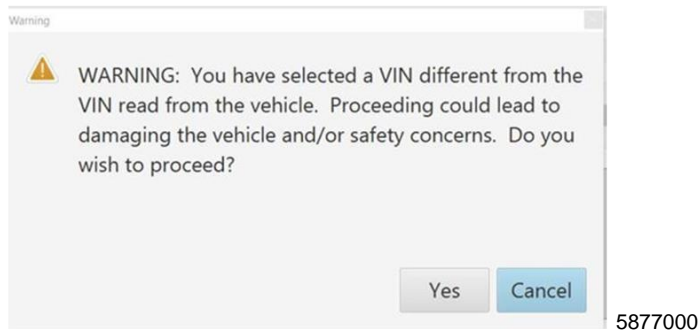 Warning
WARNING: You have selected a VIN different from the
VIN read from the vehicle. Proceeding could lead to
damaging the vehicle and/or safety concerns. Do you
wish to proceed?
Yes Cancel
5877000